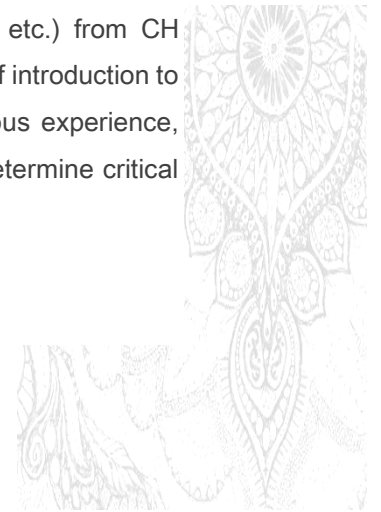 etc.) from CH
f introduction to
ous experience,
etermine critical